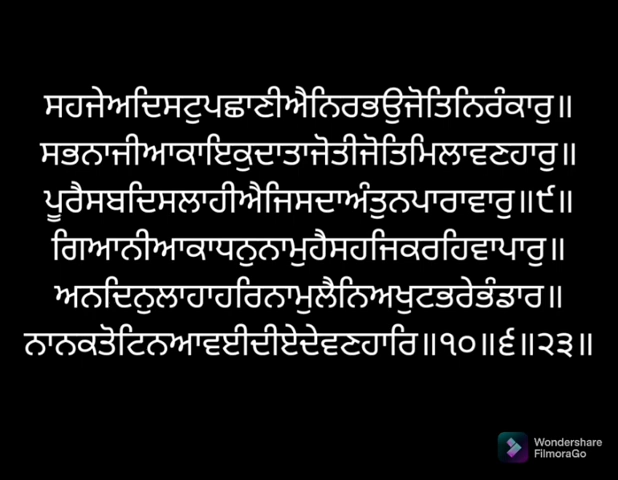 ਸਹਜੇਅਦਿਸਟੁਪਛਾਣੀਐਨਿਰਭਉਜੋਤਿਨਿਰੰਕਾਰੁ॥
ਸਭਨਾਜੀਆਕਾਇਕੁਦਾਤਾਜੋਤੀਜੋਤਿਮਿਲਾਵਣਹਾਰੁ॥
ਪੂਰੈਸਬਦਿਸਲਾਹੀਐਜਿਸਦਾਅੰਤੁਨਪਾਰਾਵਾਰੁ॥੯॥
ਗਿਆਨੀਆਕਾਧਨੁਨਾਮੁਹੈਸਹਜਿਕਰਹਿਵਾਪਾਰੁ॥
ਅਨਦਿਨੁਲਾਹਾਹਰਿਨਾਮੁਲੈਨਿਅਖੁਟਭਰੇਭੰਡਾਰ॥
ਨਾਨਕਤੋਟਿਨਆਵਈਦੀਏਦੇਵਣਹਾਰਿ॥੧੦॥੬॥੨੩॥
Wondershare
FilmoraGo